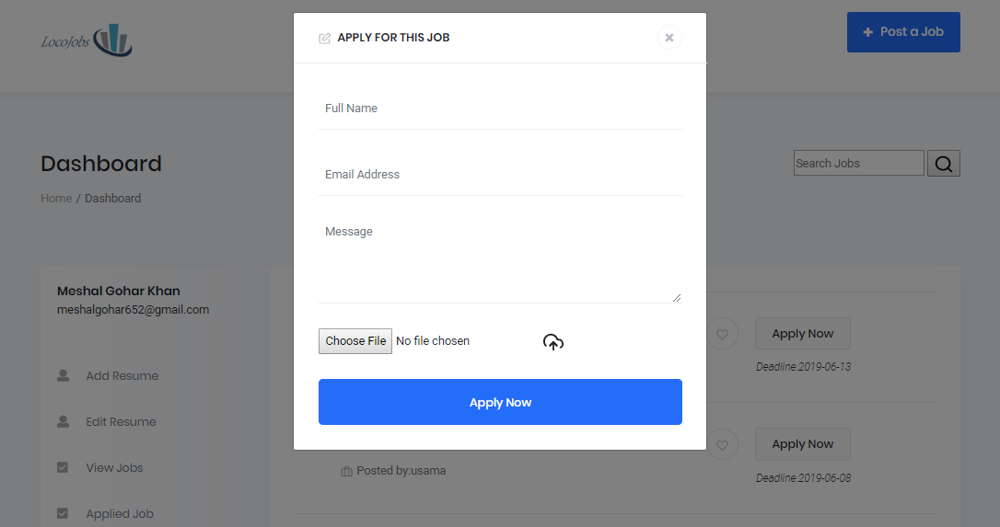 LocoJobs
Post a Job
APPLY FOR THIS JOB
Full Name
Email Address
Message
Choose File No file chosen
Apply Now
Dashboard
Home / Dashboard
Search Jobs
Meshal Gohar Khan
meshalgohar652@gmail.com
Add Resume
Edit Resume
View Jobs
Applied Job
Apply Now
Deadline:2019-06-13
Apply Now
Deadline:2019-06-08
Posted by:usama